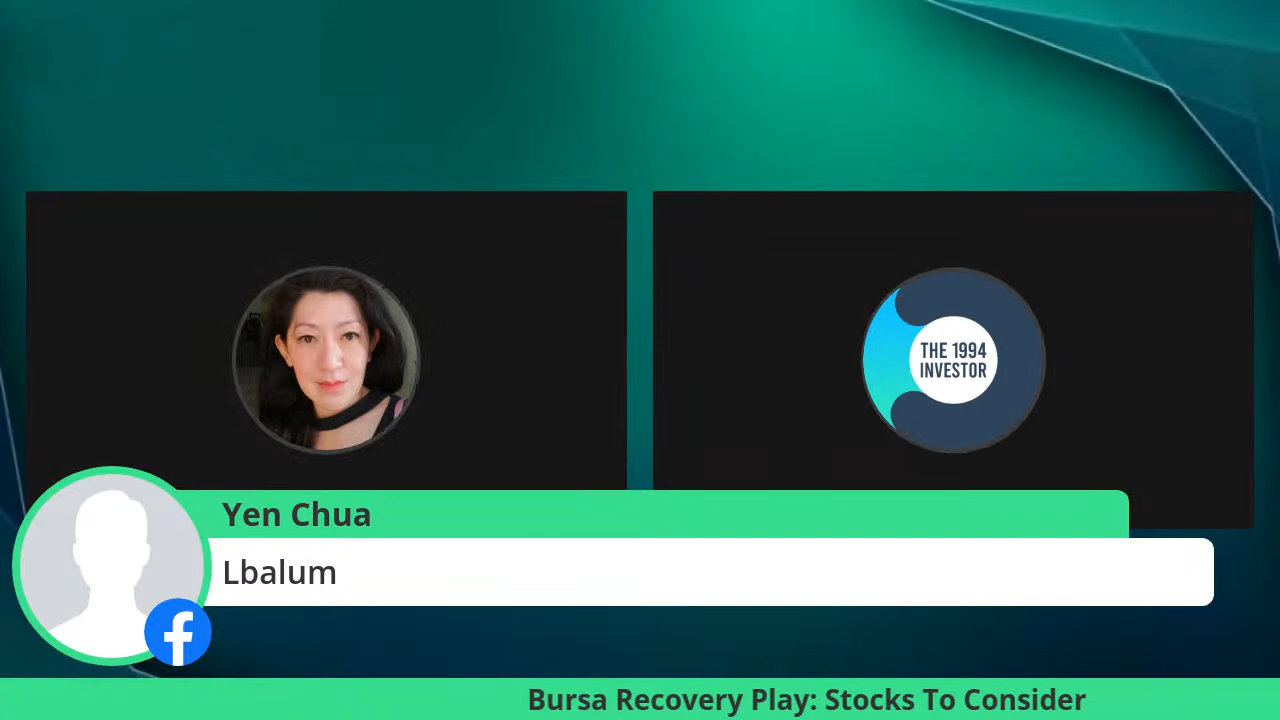 THE 1994
INVESTOR
Yen Chua
Lbalum
Bursa Recovery Play: Stocks To Consider